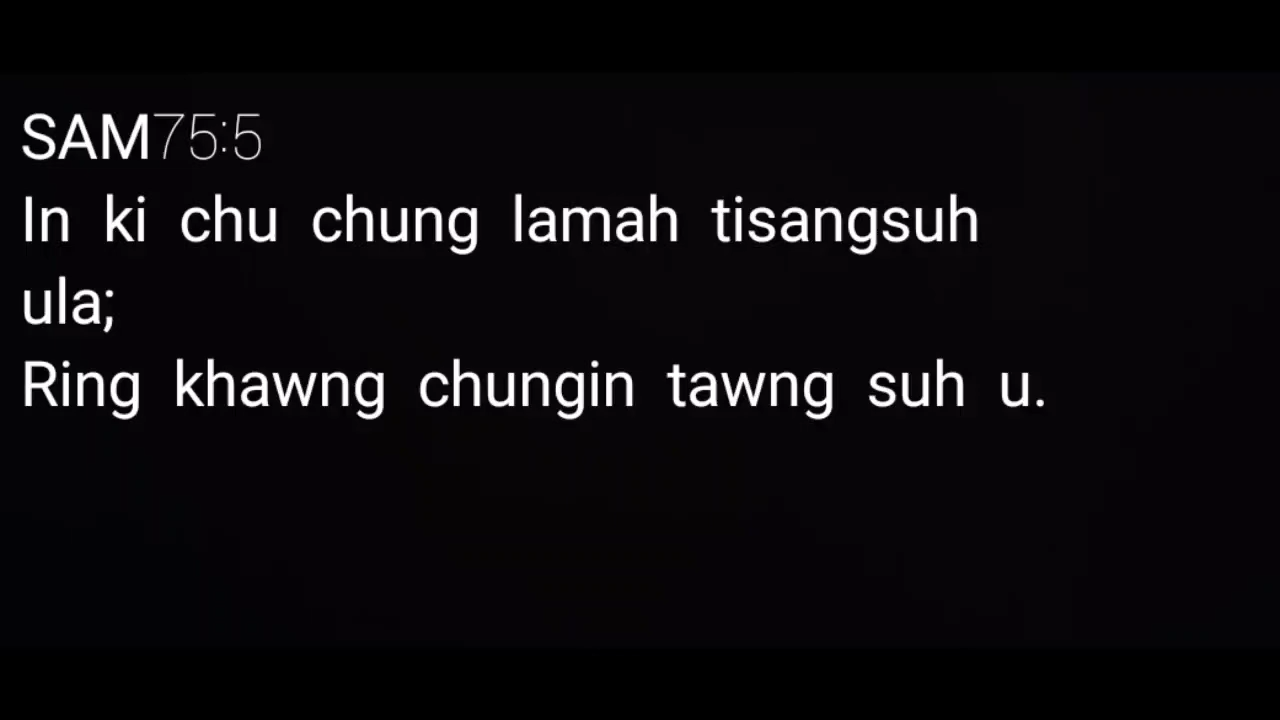 SAM75:5
In ki chu chung lamah tisangsuh
ula;
Ring khawng chungin tawng suh u.